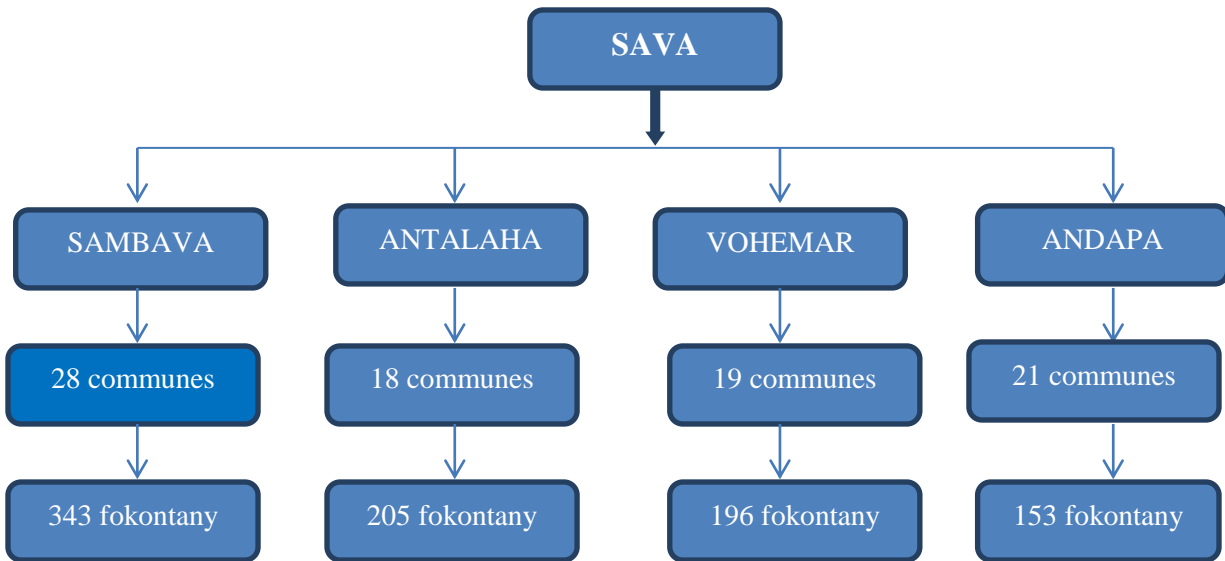 SAVA
SAMBAVA
ANTALAHA
VOHEMAR
ANDAPA
28 communes
18 communes
19 communes
21 communes
343 fokontany
205 fokontany
196 fokontany
153 fokontany